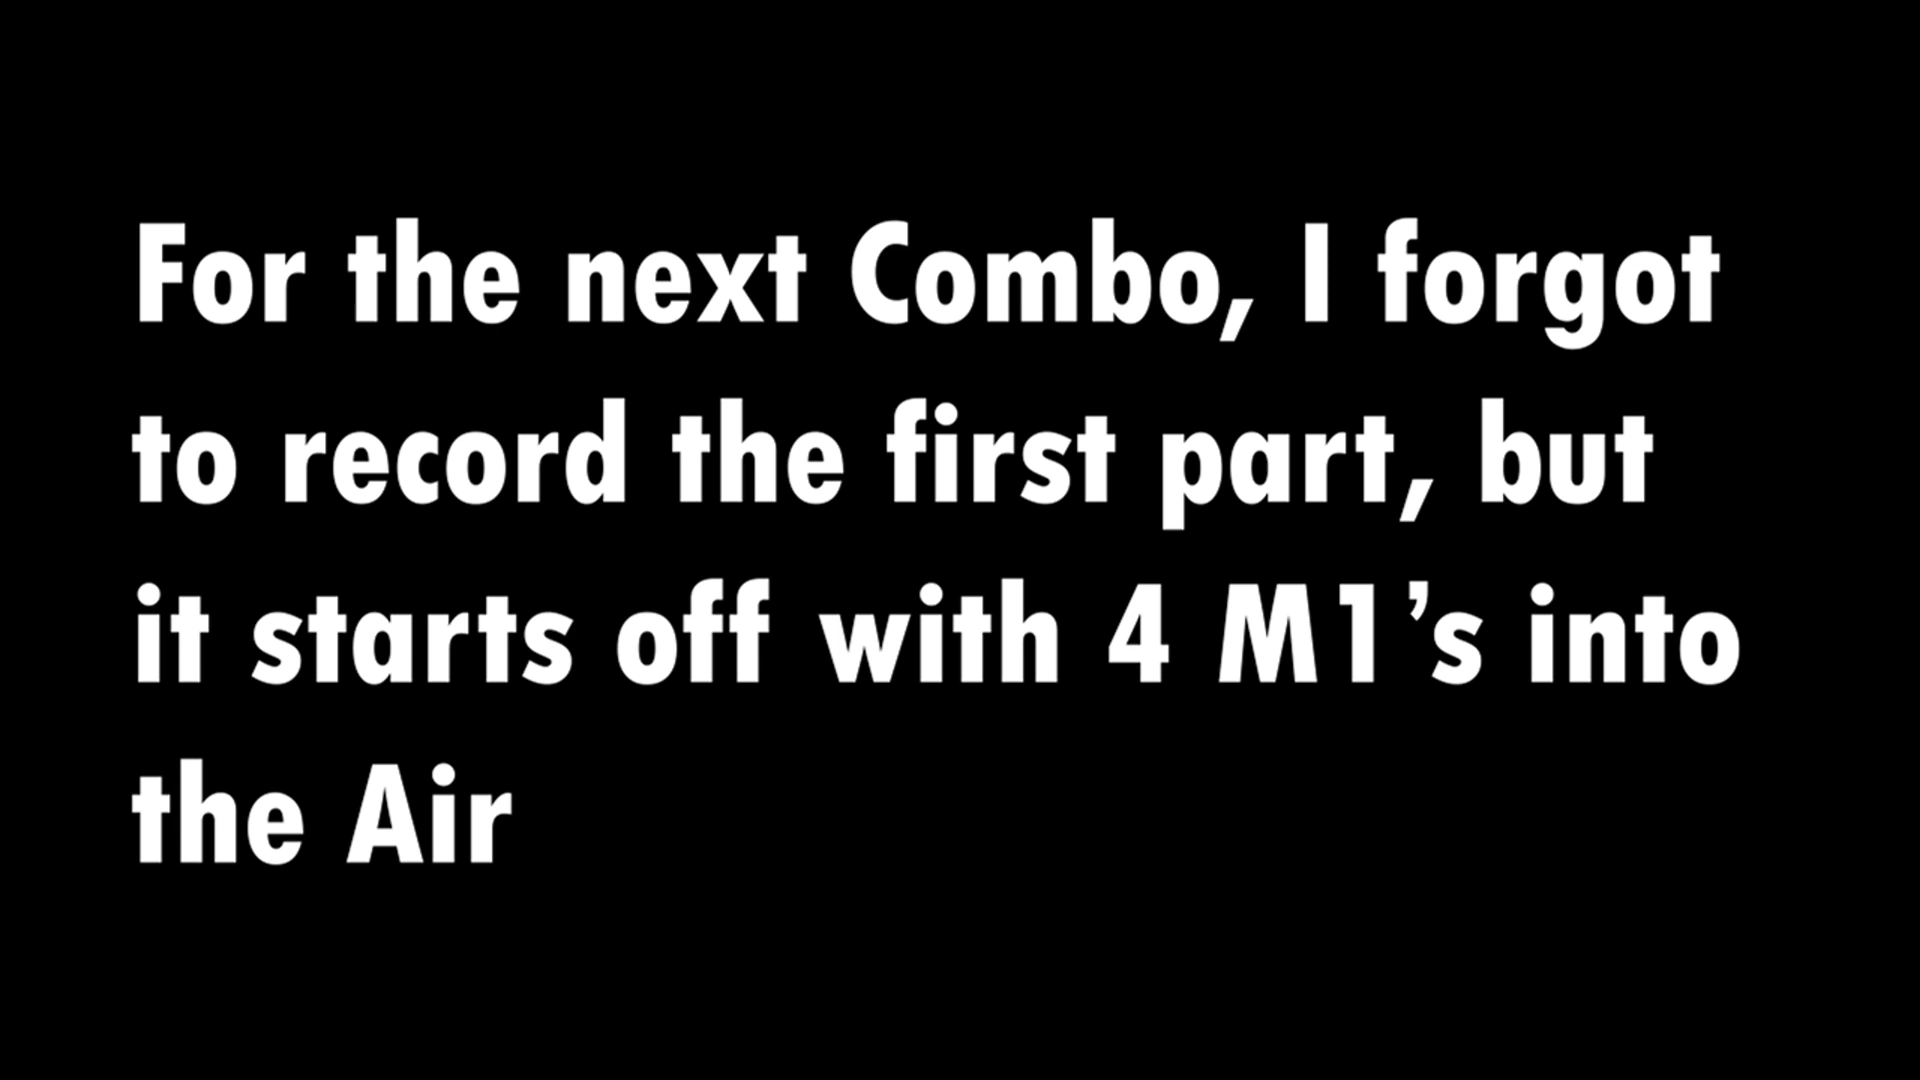 For the next Combo, I forgot
to record the first part, but
it starts off with 4 M1’s into
the Air